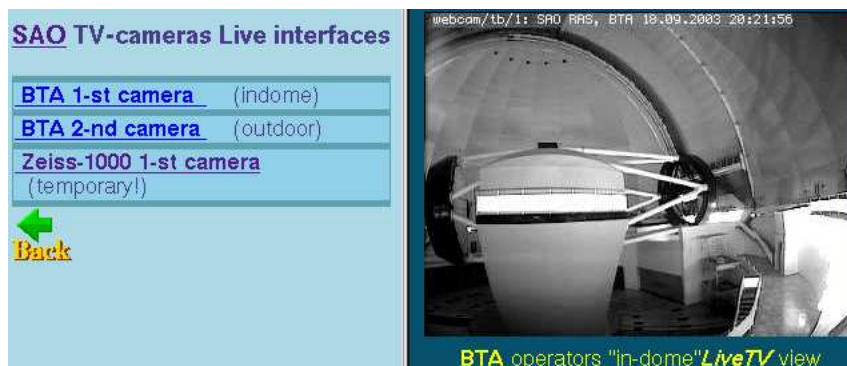 SAO TV-cameras Live interfaces
BTA 1-st camera (indome)
BTA 2-nd camera (outdoor)
Zeiss-1000 1-st camera
(temporary!)
Back
webcam/tb/1: SAO RAS, BTA 18.09.2003 20:21:56
BTA operators "in-dome"LiveTV view